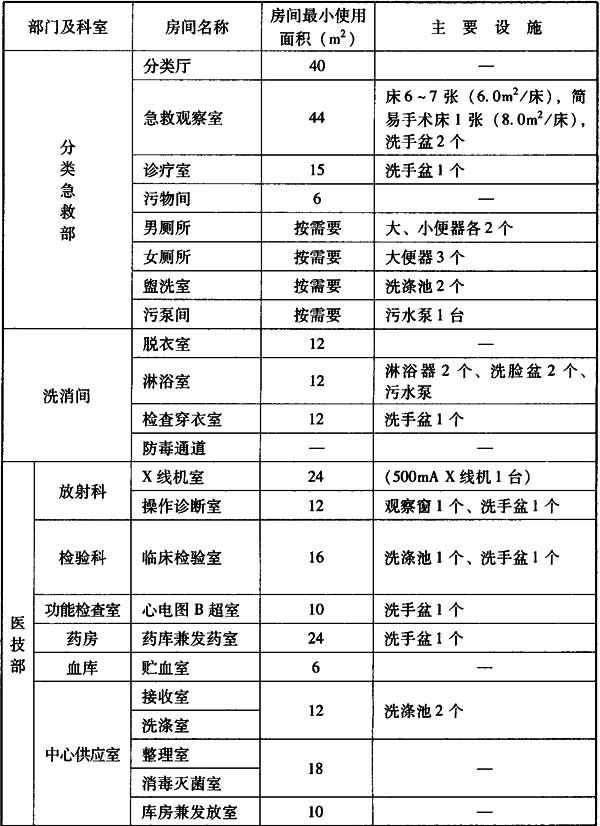 部门及科室 房间名称 房间最小使用面积（m²） 主要设施
分类急救部 分类厅 40 —
急救观察室 44 床6~7张（6.0m²/床），简
易手术床1张（8.0m²/床），
洗手盆2个
诊疗室 15 洗手盆1个
污物间 6 —
男厕所 按需要 大、小便器各2个
女厕所 按需要 大便器3个
盥洗室 按需要 洗涤池2个
污泵间 按需要 污水泵1台
洗消间 脱衣室 12 —
淋浴室 12 淋浴器2个、洗脸盆2个、
污水泵
检查穿衣室 12 洗手盆1个
防毒通道 — —
医技部 放射科 X线机室 24 (500mA X线机1台)
操作诊断室 12 观察窗1个、洗手盆1个
检验科 临床检验室 16 洗涤池1个、洗手盆1个
功能检查室 心电图B超室 10 洗手盆1个
药房 药库兼发药室 24 洗手盆1个
血库 贮血室 6 —
中心供应室 接收室 12 洗涤池2个
洗涤室
整理室 18 —
消毒灭菌室
库房兼发放室 10 —